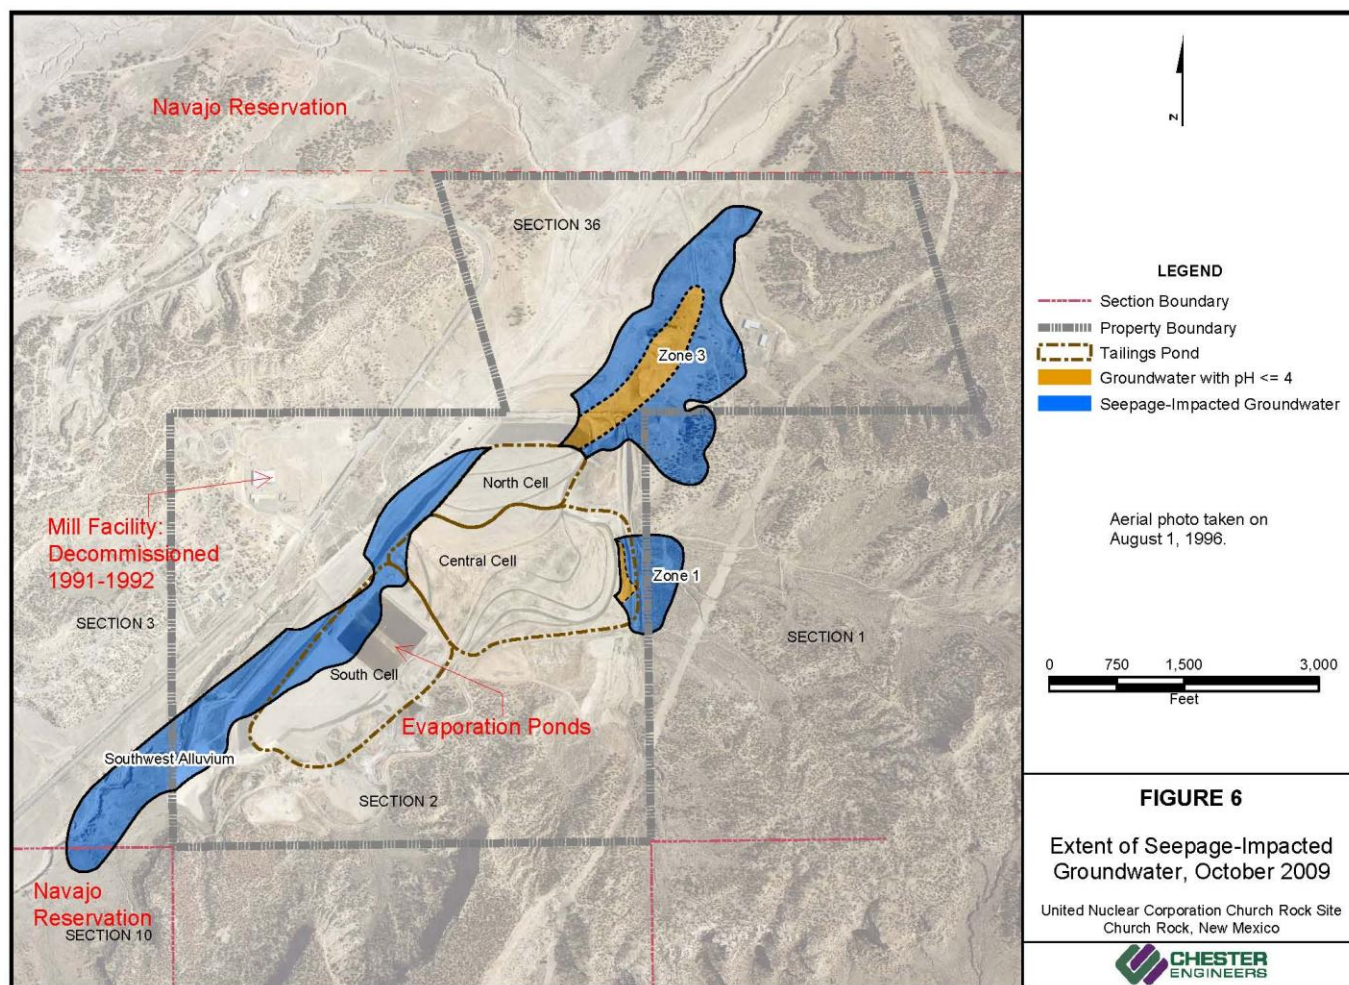 Navajo Reservation
SECTION 36
Zone 3
North Cell
Mill Facility:
Decommissioned
1991-1992
Central Cell
Zone 1
SECTION 3
SECTION 1
South Cell
Evaporation Ponds
Southwest Alluvium
SECTION 2
Navajo
Reservation
SECTION 10
N
LEGEND
Section Boundary
Property Boundary
Tailings Pond
Groundwater with pH <= 4
Seepage-Impacted Groundwater
Aerial photo taken on
August 1, 1996.
0 750 1,500 3,000
Feet
FIGURE 6
Extent of Seepage-Impacted
Groundwater, October 2009
United Nuclear Corporation Church Rock Site
Church Rock, New Mexico
CHESTER
ENGINEERS